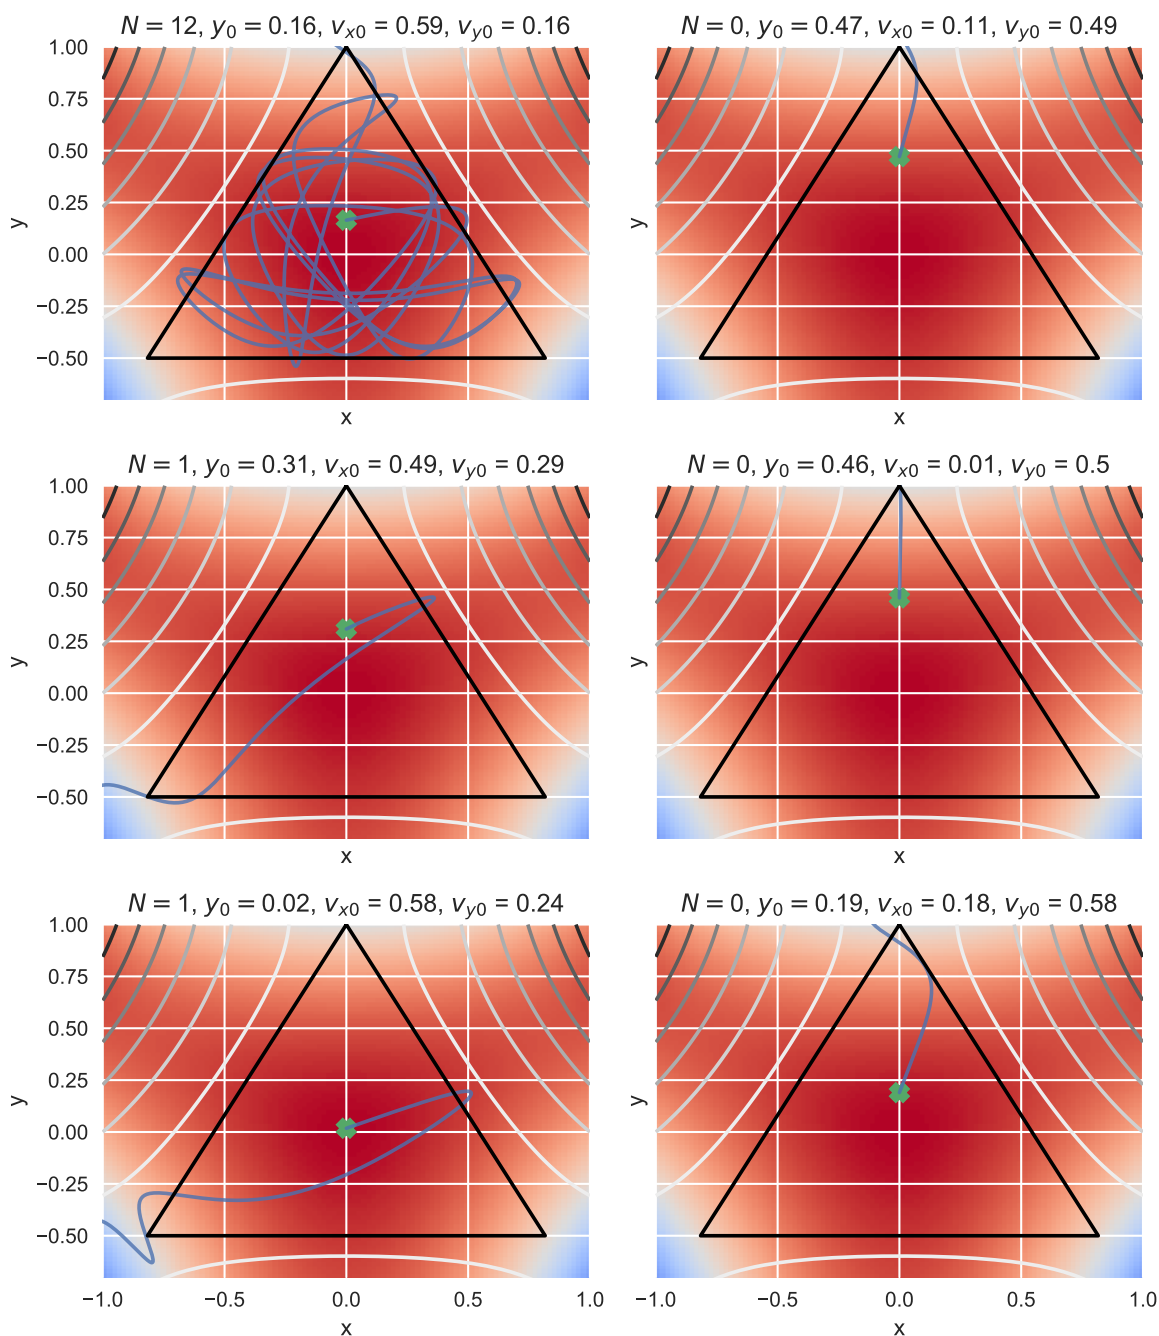 N = 12, y₀ = 0.16, vₓ₀ = 0.59, v_y0 = 0.16
N = 0, y₀ = 0.47, vₓ₀ = 0.11, v_y0 = 0.49
1.00
0.75
0.50
0.25
0.00
−0.25
−0.50
y
y
x
x
N = 1, y₀ = 0.31, vₓ₀ = 0.49, v_y0 = 0.29
N = 0, y₀ = 0.46, vₓ₀ = 0.01, v_y0 = 0.5
1.00
0.75
0.50
0.25
0.00
−0.25
−0.50
y
y
x
x
N = 1, y₀ = 0.02, vₓ₀ = 0.58, v_y0 = 0.24
N = 0, y₀ = 0.19, vₓ₀ = 0.18, v_y0 = 0.58
1.00
0.75
0.50
0.25
0.00
−0.25
−0.50
y
y
−1.0 −0.5 0.0 0.5 1.0
−1.0 −0.5 0.0 0.5 1.0
x
x